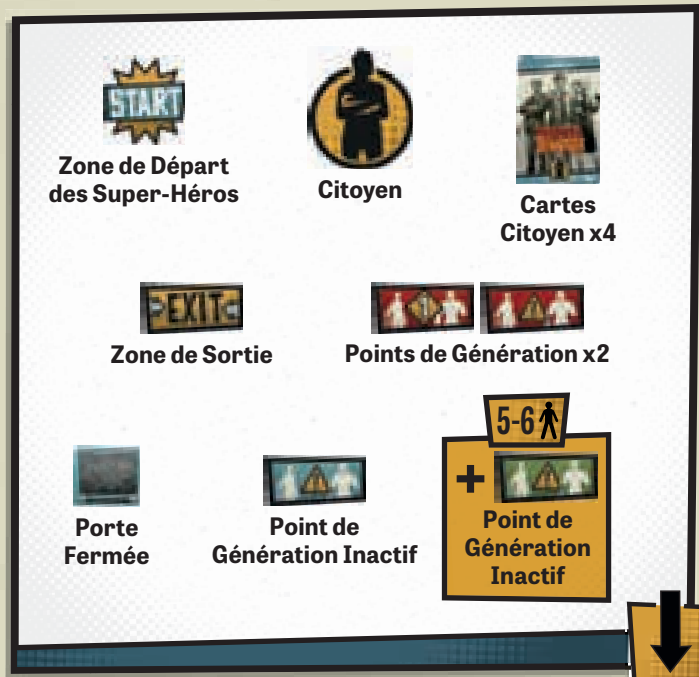 START
Zone de Départ
des Super-Héros
Citoyen
Cartes
Citoyen x4
EXIT
Zone de Sortie
1
Points de Génération x2
Porte
Fermée
Point de
Génération Inactif
5-6
+
Point de
Génération
Inactif